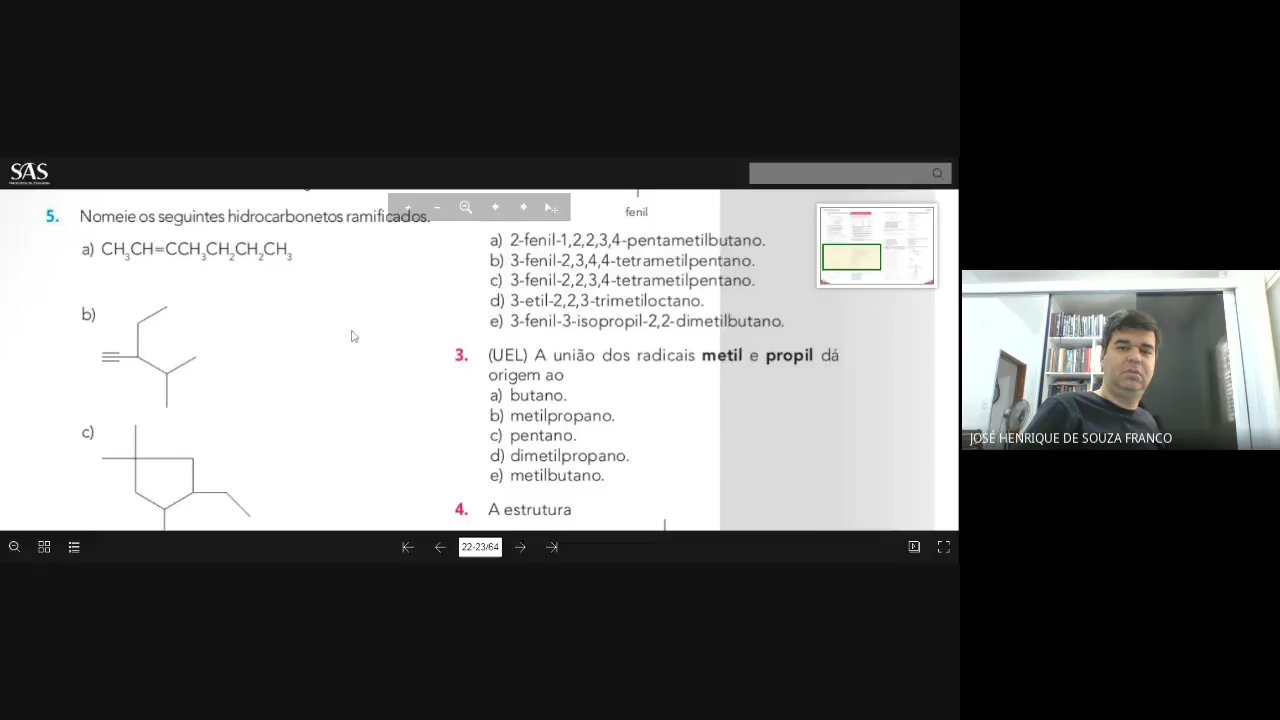 SAS
5. Nomeie os seguintes hidrocarbonetos ramificados.
a) CH3CH=CCH3CH2CH2CH3
b)
c)
fenil
a) 2-fenil-1,2,2,3,4-pentametilbutano.
b) 3-fenil-2,3,4,4-tetrametilpentano.
c) 3-fenil-2,2,3,4-tetrametilpentano.
d) 3-etil-2,2,3-trimetiloctano.
e) 3-fenil-3-isopropil-2,2-dimetilbutano.
3. (UEL) A união dos radicais metil e propil dá
origem ao
a) butano.
b) metilpropano.
c) pentano.
d) dimetilpropano.
e) metilbutano.
4. A estrutura
22-23/64
JOSÉ HENRIQUE DE SOUZA FRANCO